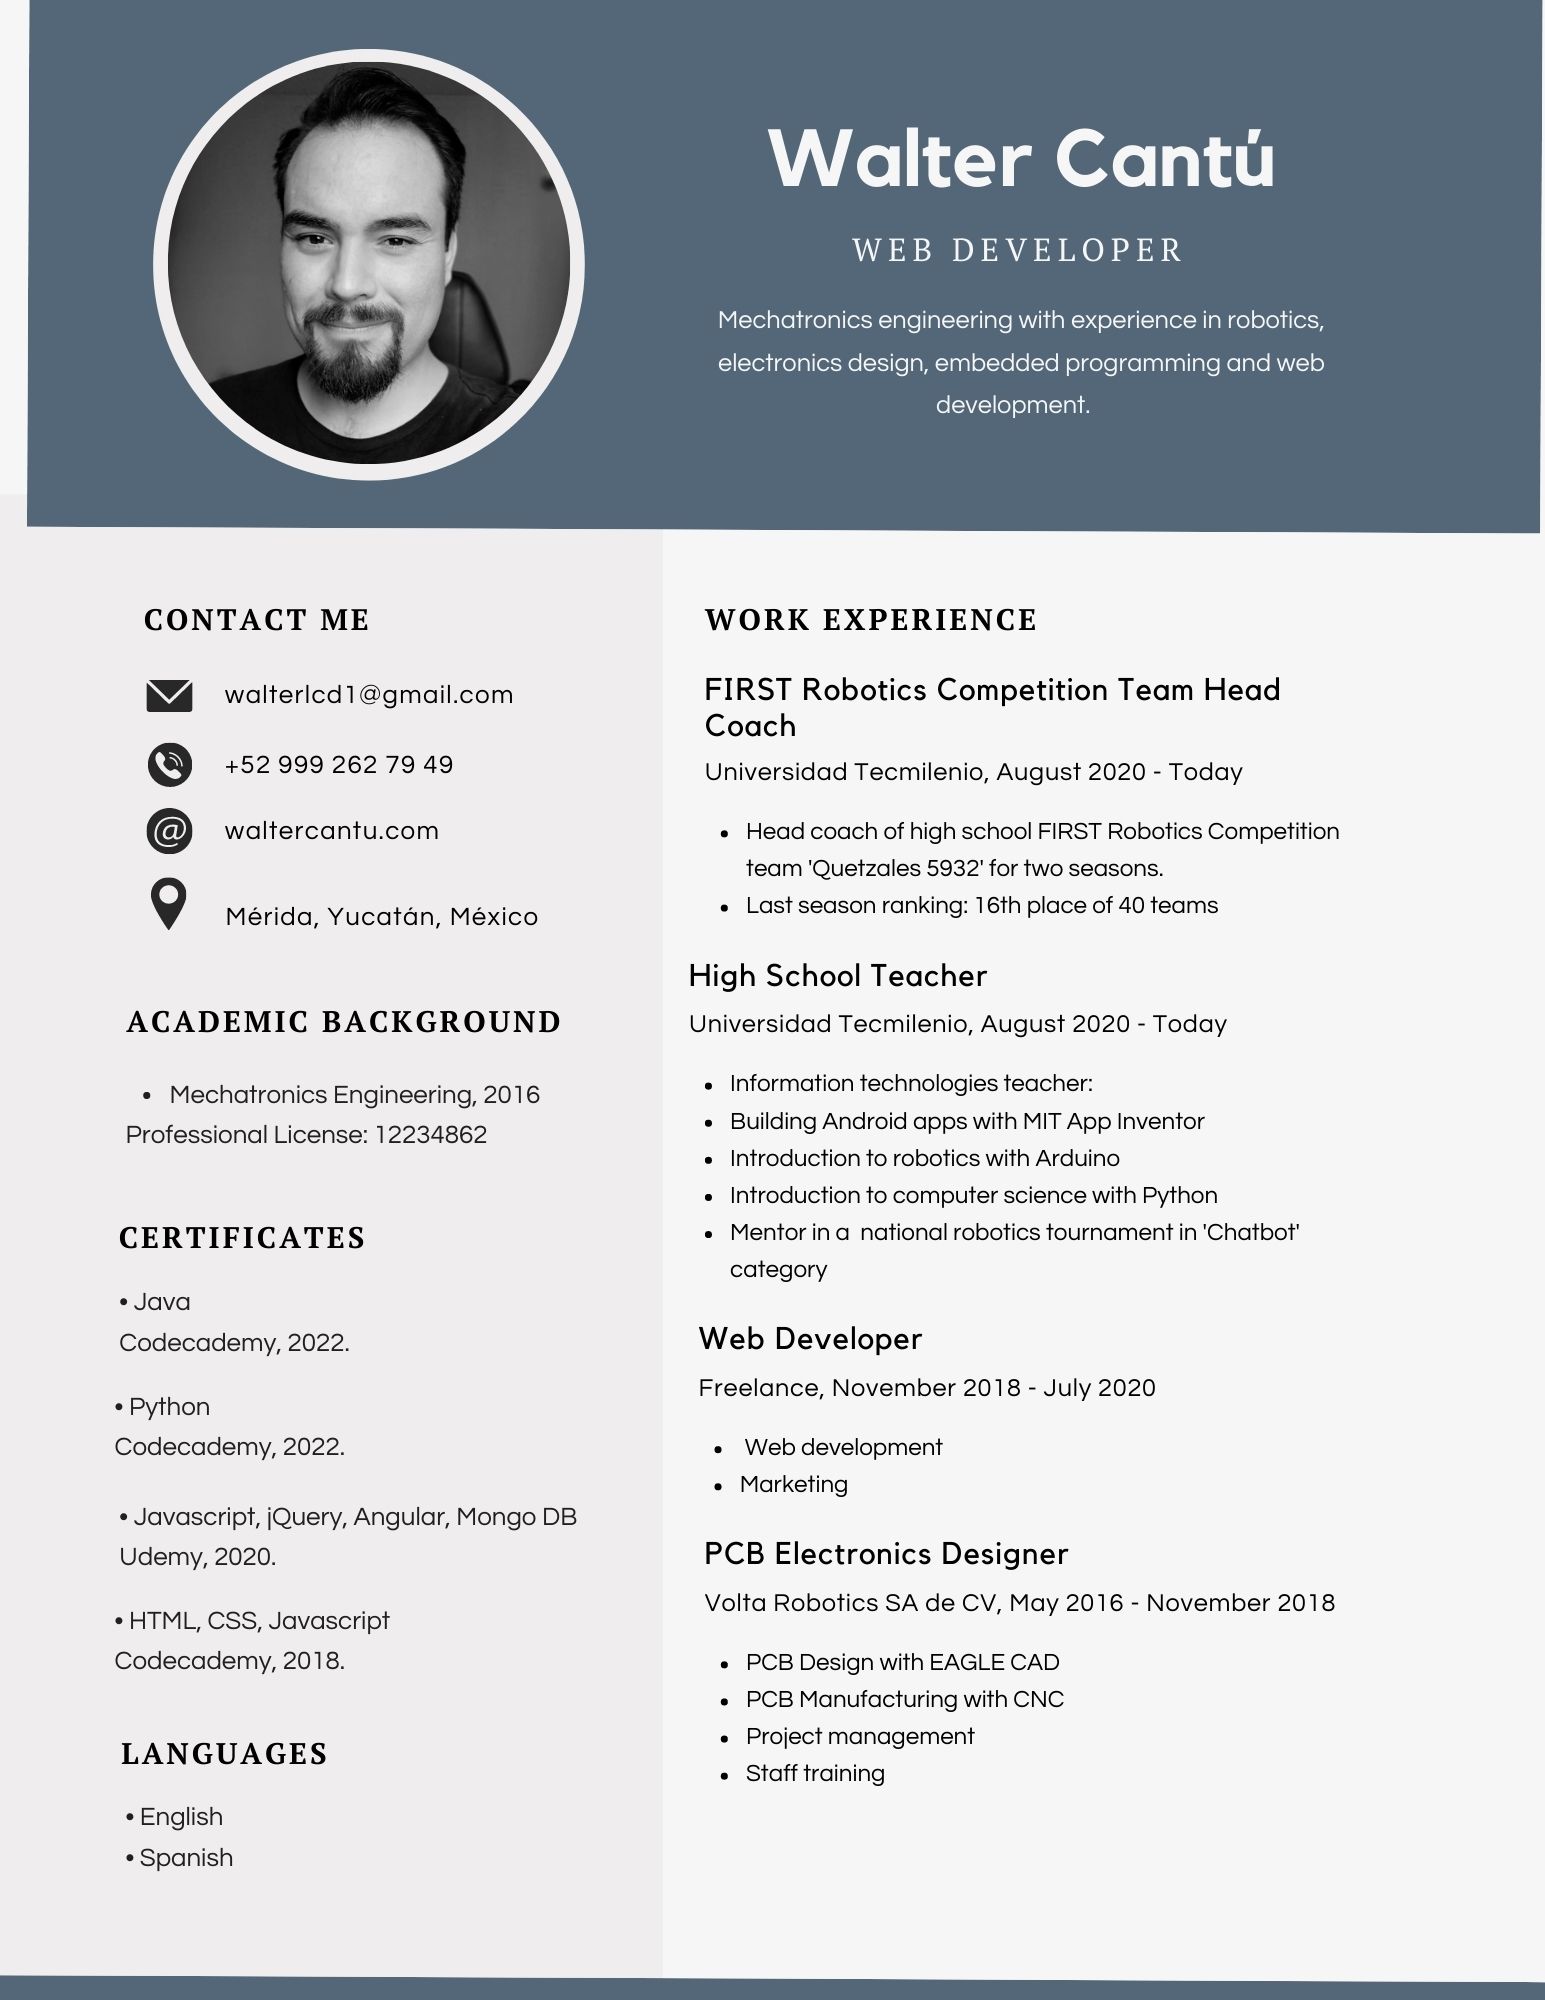 Walter Cantú
WEB DEVELOPER
Mechatronics engineering with experience in robotics,
electronics design, embedded programming and web
development.
CONTACT ME
walterlcd1@gmail.com
+52 999 262 79 49
waltercantu.com
Mérida, Yucatán, México
ACADEMIC BACKGROUND
• Mechatronics Engineering, 2016
Professional License: 12234862
CERTIFICATES
• Java
Codecademy, 2022.
• Python
Codecademy, 2022.
• Javascript, jQuery, Angular, Mongo DB
Udemy, 2020.
• HTML, CSS, Javascript
Codecademy, 2018.
LANGUAGES
• English
• Spanish
WORK EXPERIENCE
FIRST Robotics Competition Team Head
Coach
Universidad Tecmilenio, August 2020 - Today
• Head coach of high school FIRST Robotics Competition
team 'Quetzales 5932' for two seasons.
• Last season ranking: 16th place of 40 teams
High School Teacher
Universidad Tecmilenio, August 2020 - Today
• Information technologies teacher:
• Building Android apps with MIT App Inventor
• Introduction to robotics with Arduino
• Introduction to computer science with Python
• Mentor in a  national robotics tournament in 'Chatbot'
category
Web Developer
Freelance, November 2018 - July 2020
• Web development
• Marketing
PCB Electronics Designer
Volta Robotics SA de CV, May 2016 - November 2018
• PCB Design with EAGLE CAD
• PCB Manufacturing with CNC
• Project management
• Staff training